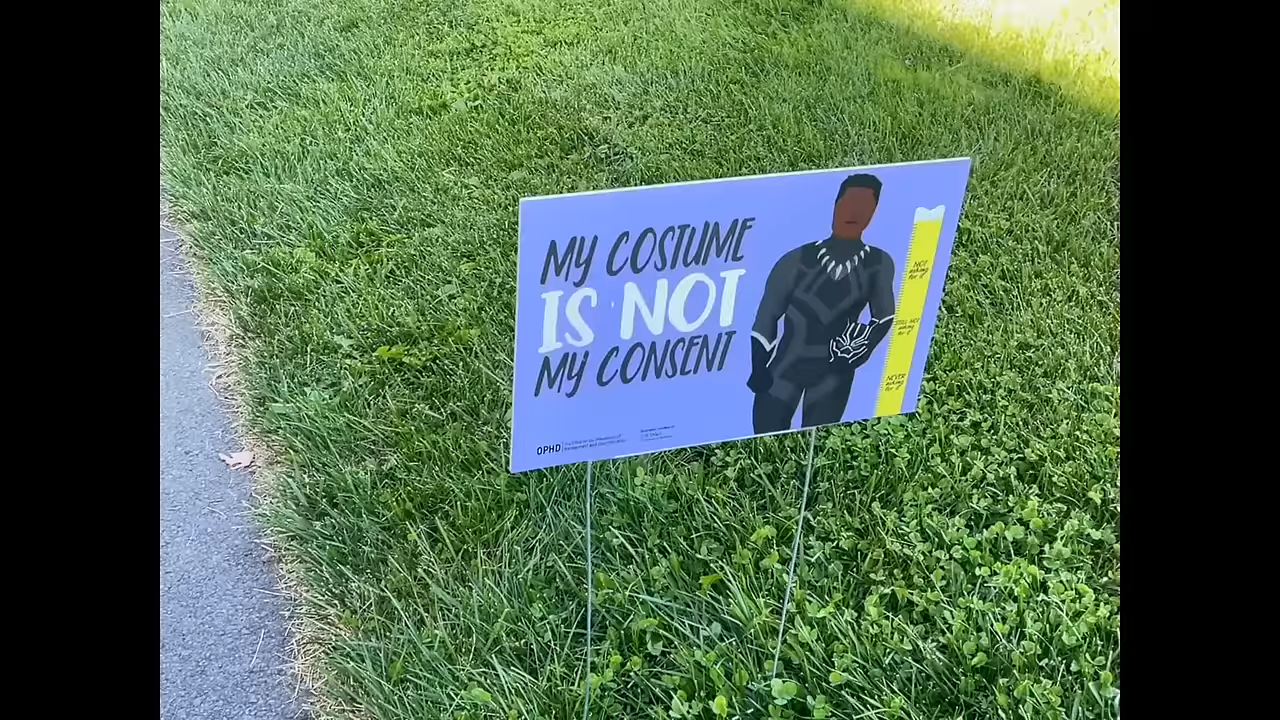 MY COSTUME
IS NOT
MY CONSENT
NOT
asking
for it
STILL NOT
asking
for it
NEVER
asking
for it
OPHD